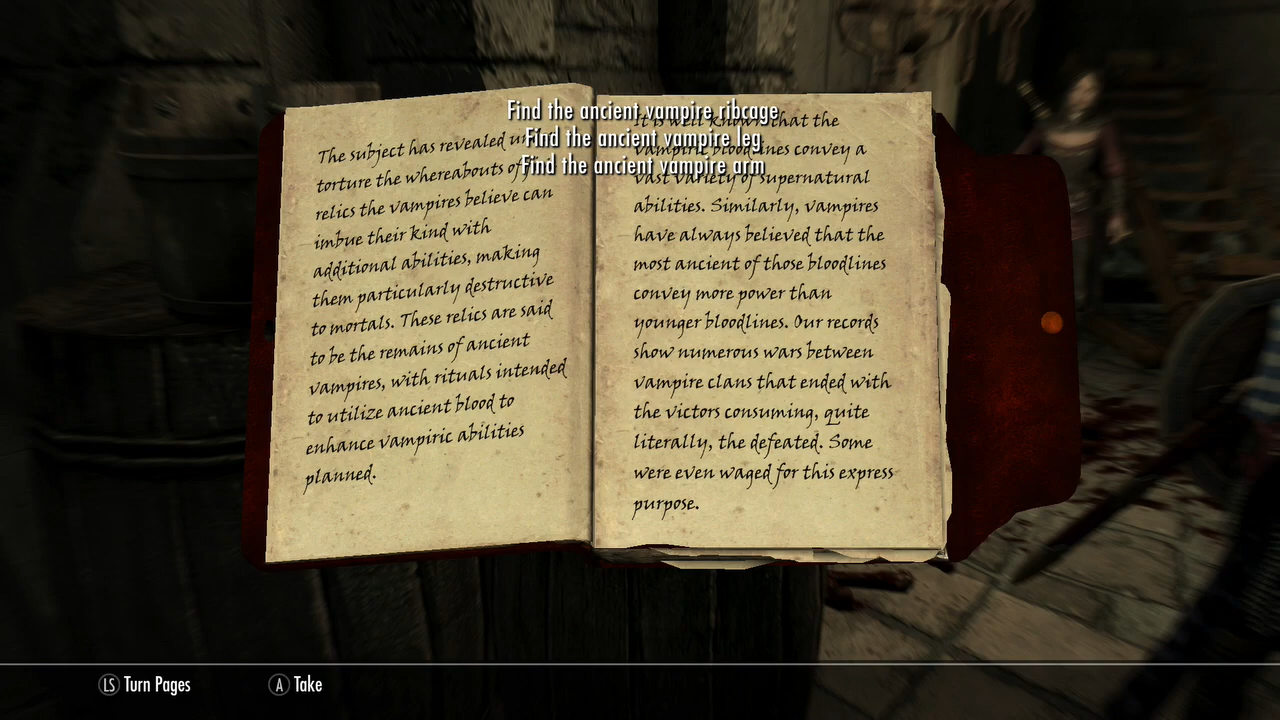 Find the ancient vampire ribcage
Find the ancient vampire leg
Find the ancient vampire arm
The subject has revealed
torture the whereabouts of
relics the vampires believe can
imbue their kind with
additional abilities, making
them particularly destructive
to mortals. These relics are said
to be the remains of ancient
vampires, with rituals intended
to utilize ancient blood to
enhance vampiric abilities
planned.
It is well known that the
vampire bloodlines convey a
vast variety of supernatural
abilities. Similarly, vampires
have always believed that the
most ancient of those bloodlines
convey more power than
younger bloodlines. Our records
show numerous wars between
vampire clans that ended with
the victors consuming, quite
literally, the defeated. Some
were even waged for this express
purpose.
LS Turn Pages
A Take